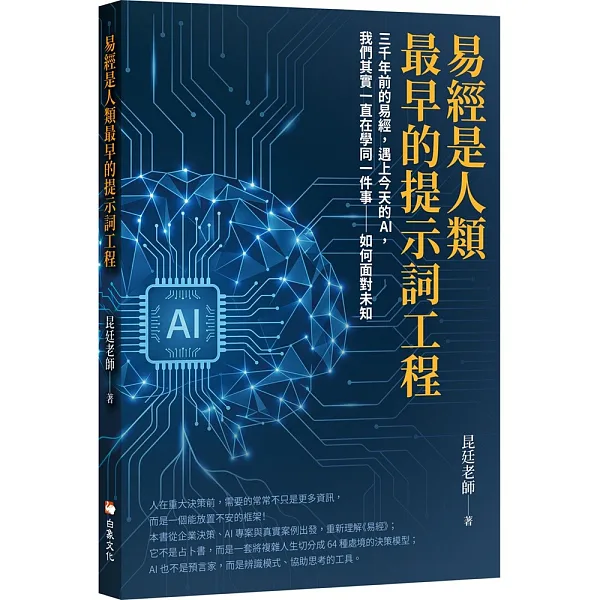 易經是人類
最早的提示詞工程
三千年前的易經，遇上今天的AI，
我們其實一直在學同一件事——如何面對未知
昆廷老師——著
人在重大決策前，需要的常常不只是更多資訊，
而是一個能放置不安的框架！
本書從企業決策、AI 專案與真實案例出發，重新理解《易經》；
它不是占卜書，而是一套將複雜人生切分成 64 種處境的決策模型；
AI 也不是預言家，而是辨識模式、協助思考的工具。
AI
易經是人類最早的提示詞工程
昆廷老師——著
白象文化